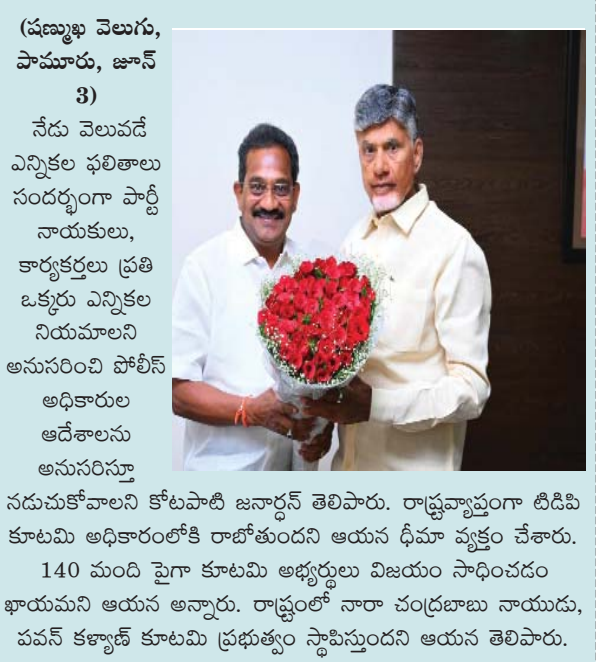 (షణ్ముఖ వెలుగు,
పామూరు, జూన్
3)
నేడు వెలువడే
ఎన్నికల ఫలితాలు
సందర్భంగా పార్టీ
నాయకులు,
కార్యకర్తలు ప్రతి
ఒక్కరు ఎన్నికల
నియమాలని
అనుసరించి పోలీస్
అధికారుల
ఆదేశాలను
అనుసరిస్తూ
నడుచుకోవాలని కోటపాటి జనార్ధన్ తెలిపారు. రాష్ట్రవ్యాప్తంగా టిడిపి
కూటమి అధికారంలోకి రాబోతుందని ఆయన ధీమా వ్యక్తం చేశారు.
140 మంది పైగా కూటమి అభ్యర్థులు విజయం సాధించడం
ఖాయమని ఆయన అన్నారు. రాష్ట్రంలో నారా చంద్రబాబు నాయుడు,
పవన్ కళ్యాణ్ కూటమి ప్రభుత్వం స్థాపిస్తుందని ఆయన తెలిపారు.